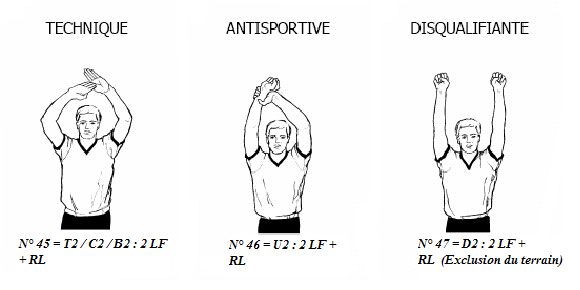 TECHNIQUE
ANTISPORTIVE
DISQUALIFIANTE
N° 45 = T2 / C2 / B2 : 2 LF
+ RL
N° 46 = U2 : 2 LF +
RL
N° 47 = D2 : 2 LF +
RL (Exclusion du terrain)